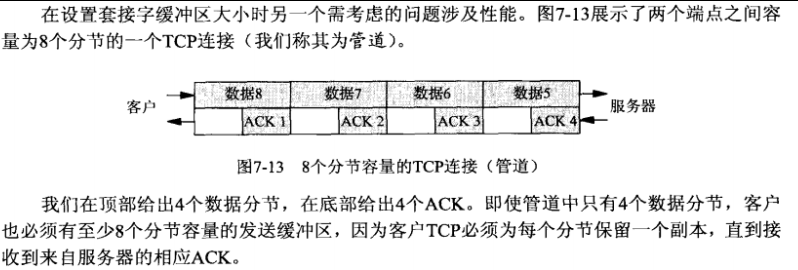 在设置套接字缓冲区大小时另一个需考虑的问题涉及性能。图7-13展示了两个端点之间容
量为8个分节的一个TCP连接（我们称其为管道）。
数据8 数据7 数据6 数据5
客户 服务器
ACK 1 ACK 2 ACK 3 ACK 4
图7-13 8个分节容量的TCP连接（管道）
我们在顶部给出4个数据分节，在底部给出4个ACK。即使管道中只有4个数据分节，客户
也必须有至少8个分节容量的发送缓冲区，因为客户TCP必须为每个分节保留一个副本，直到接
收到来自服务器的相应ACK。